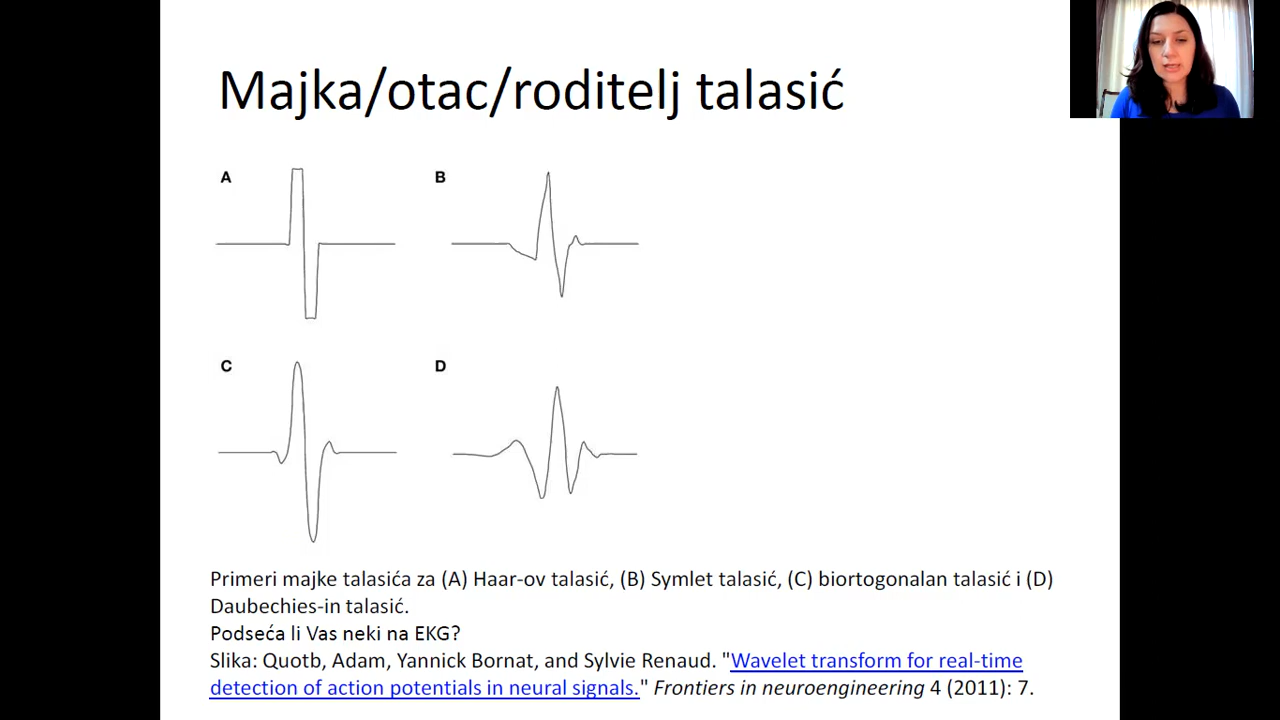 Majka/otac/roditelj talasić
A
B
C
D
Primeri majke talasića za (A) Haar-ov talasić, (B) Symlet talasić, (C) biortogonalan talasić i (D)
Daubechies-in talasić.
Podseća li Vas neki na EKG?
Slika: Quotb, Adam, Yannick Bornat, and Sylvie Renaud. "Wavelet transform for real-time
detection of action potentials in neural signals." Frontiers in neuroengineering 4 (2011): 7.